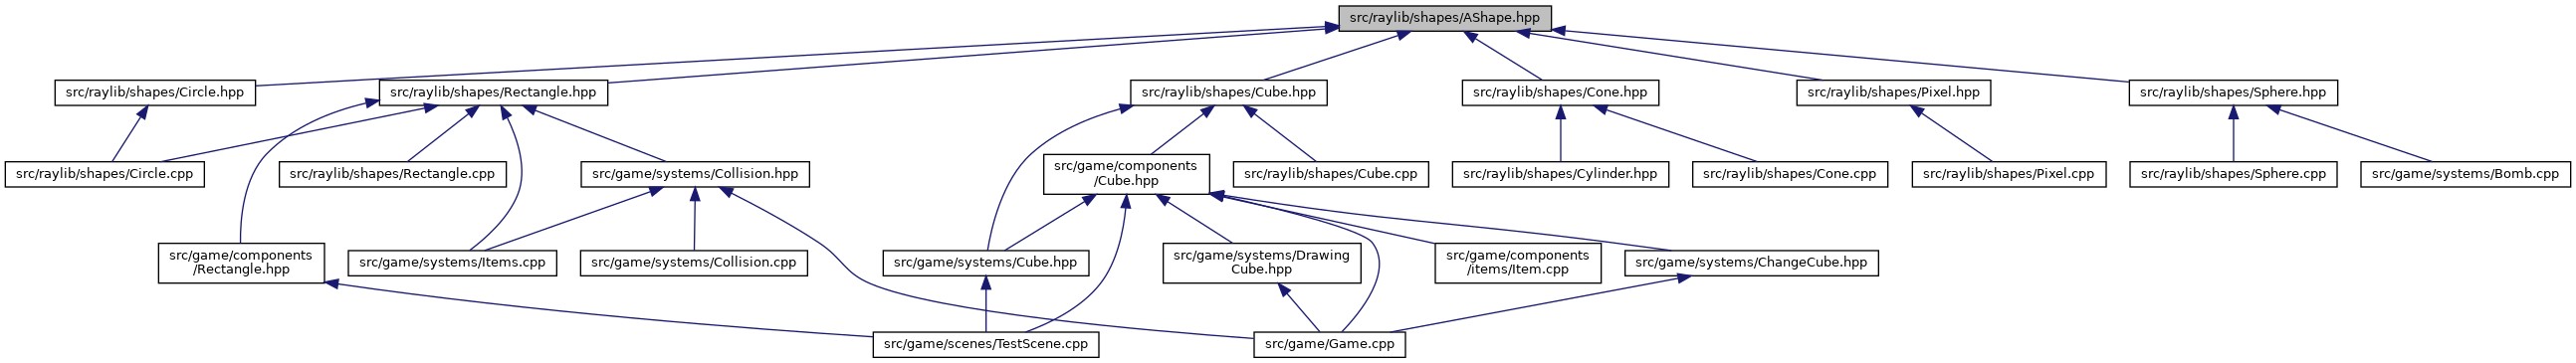 src/raylib/shapes/AShape.hpp
src/raylib/shapes/Circle.hpp
src/raylib/shapes/Rectangle.hpp
src/raylib/shapes/Cube.hpp
src/raylib/shapes/Cone.hpp
src/raylib/shapes/Pixel.hpp
src/raylib/shapes/Sphere.hpp
src/raylib/shapes/Circle.cpp
src/raylib/shapes/Rectangle.cpp
src/game/systems/Collision.hpp
src/game/components
/Cube.hpp
src/raylib/shapes/Cube.cpp
src/raylib/shapes/Cylinder.hpp
src/raylib/shapes/Cone.cpp
src/raylib/shapes/Pixel.cpp
src/raylib/shapes/Sphere.cpp
src/game/systems/Bomb.cpp
src/game/components
/Rectangle.hpp
src/game/systems/Items.cpp
src/game/systems/Collision.cpp
src/game/systems/Cube.hpp
src/game/systems/Drawing
Cube.hpp
src/game/components
/items/Item.cpp
src/game/systems/ChangeCube.hpp
src/game/scenes/TestScene.cpp
src/game/Game.cpp